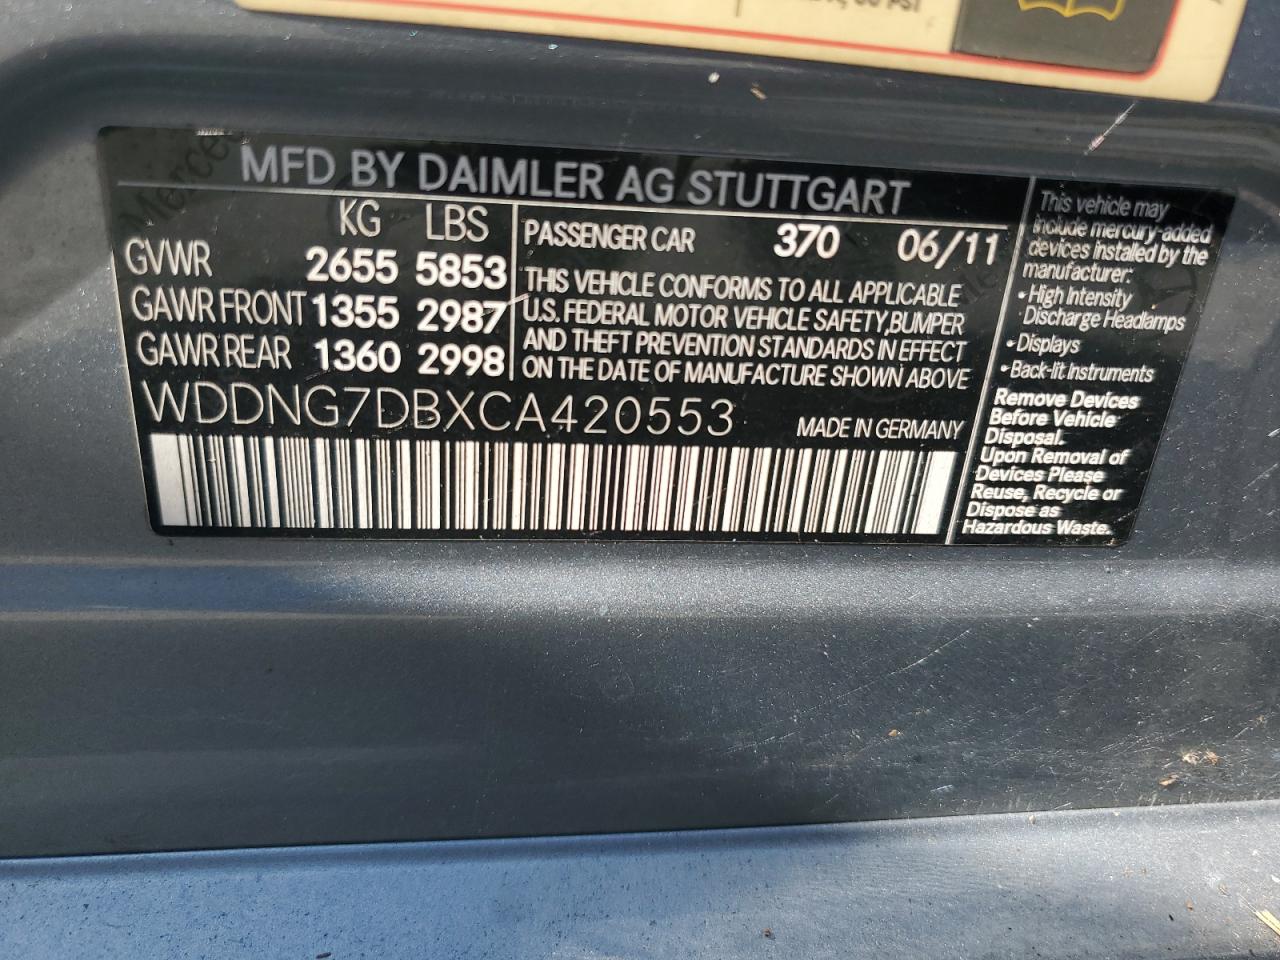 MFD BY DAIMLER AG STUTTGART
KG LBS
GVWR 2655 5853
GAWR FRONT 1355 2987
GAWR REAR 1360 2998
PASSENGER CAR 370 06/11
THIS VEHICLE CONFORMS TO ALL APPLICABLE
U.S. FEDERAL MOTOR VEHICLE SAFETY,BUMPER
AND THEFT PREVENTION STANDARDS IN EFFECT
ON THE DATE OF MANUFACTURE SHOWN ABOVE
WDDNG7DBXCA420553
MADE IN GERMANY
This vehicle may
include mercury-added
devices installed by the
manufacturer:
• High Intensity
Discharge Headlamps
• Displays
• Back-lit Instruments
Remove Devices
Before Vehicle
Disposal.
Upon Removal of
Devices Please
Reuse, Recycle or
Dispose as
Hazardous Waste.